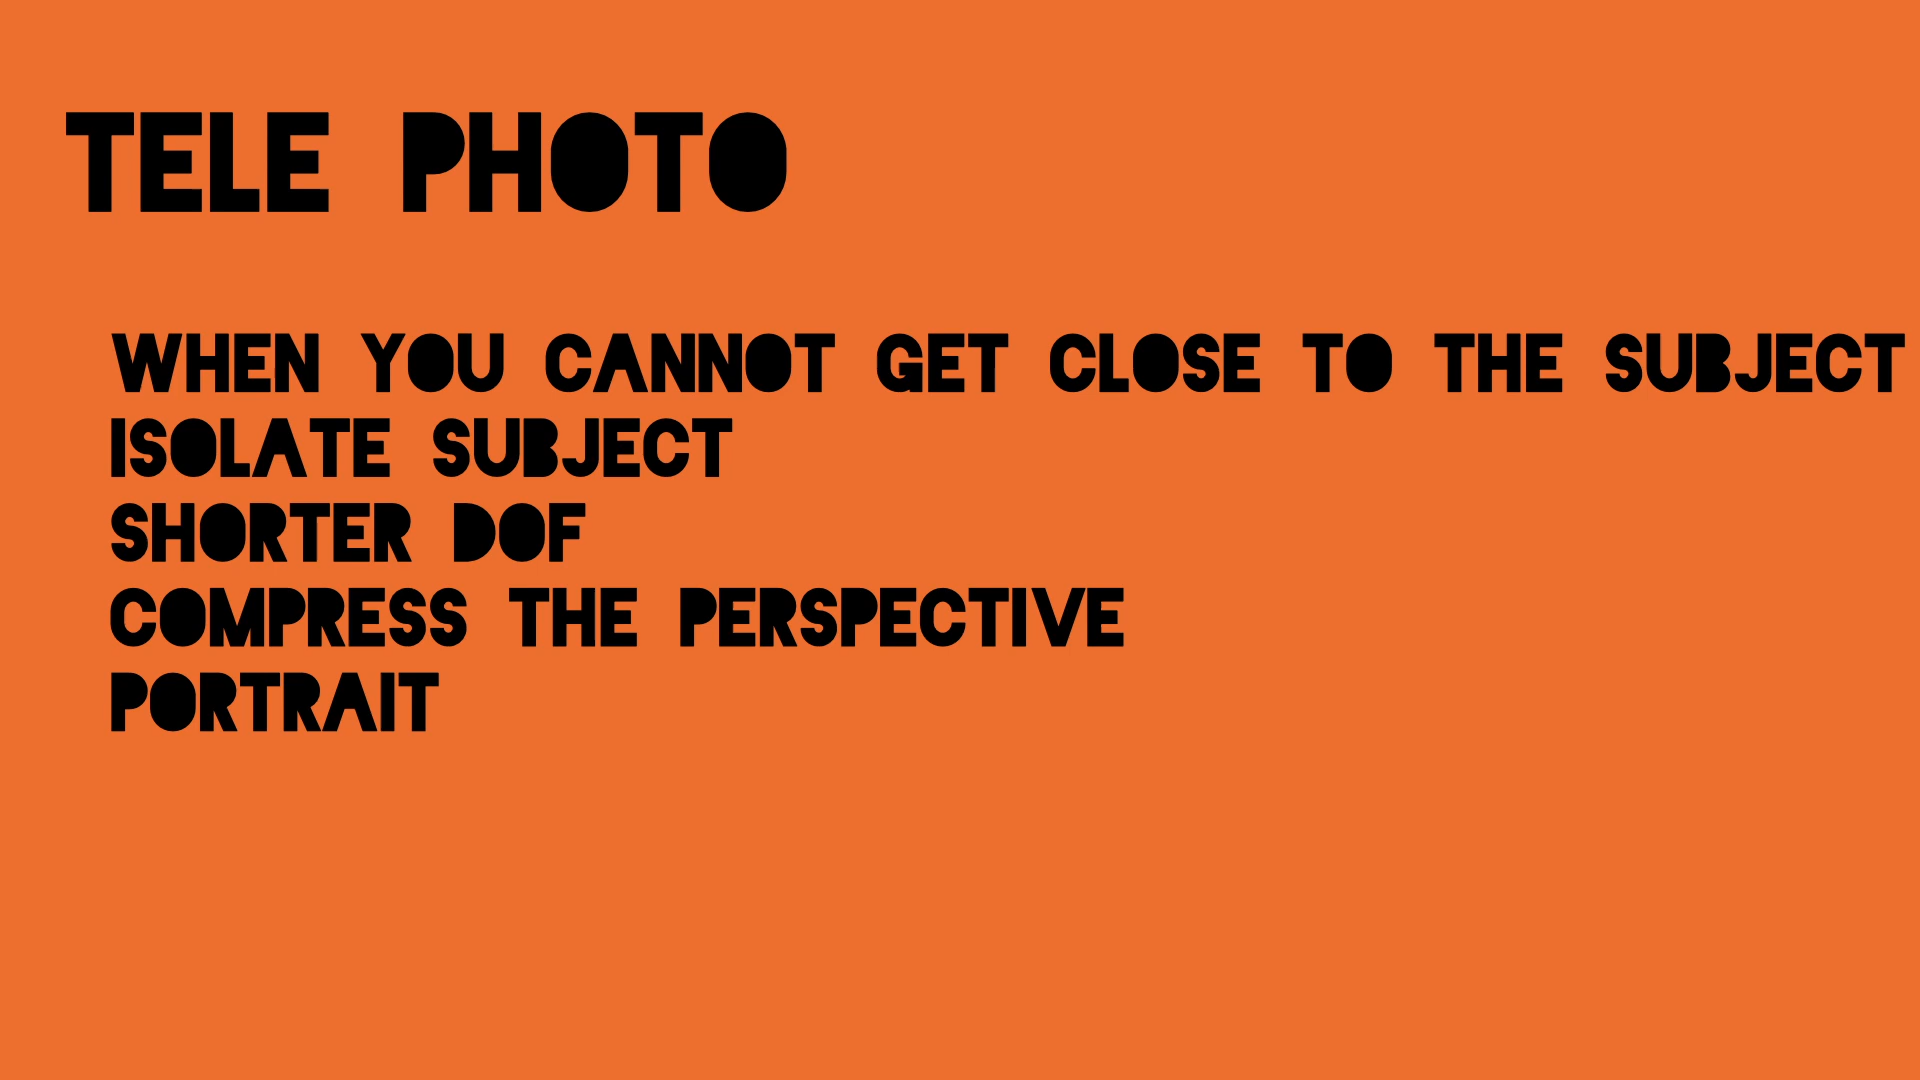 TELE PHOTO
WHEN YOU CANNOT GET CLOSE TO THE SUBJECT
ISOLATE SUBJECT
SHORTER DOF
COMPRESS THE PERSPECTIVE
PORTRAIT